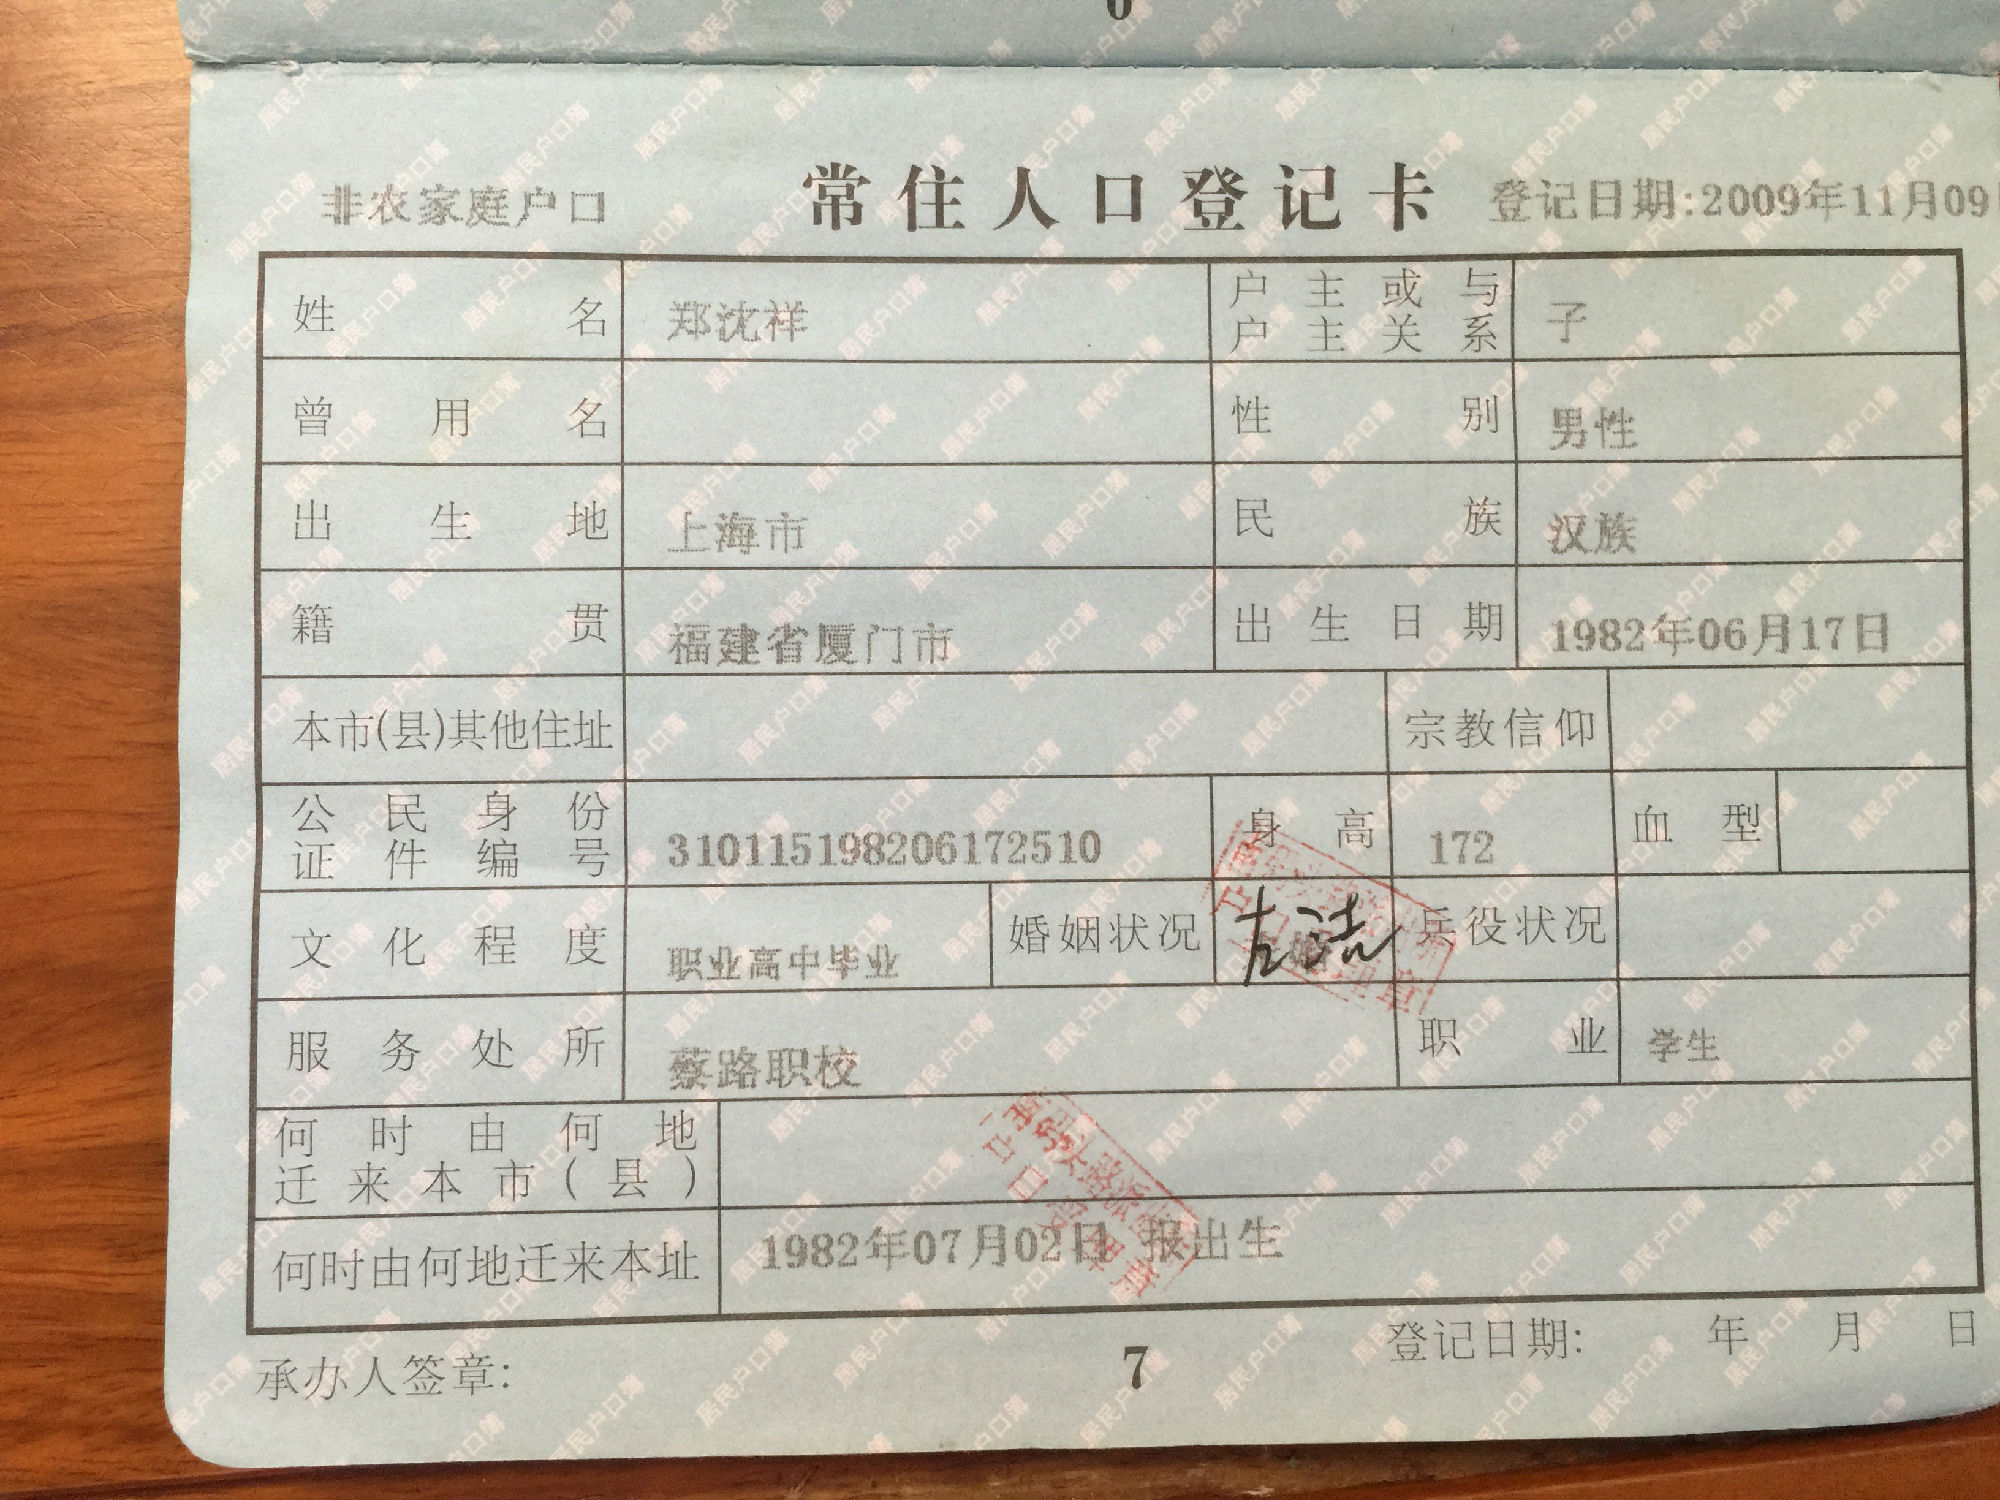 非农家庭户口 常住人口登记卡 登记日期:2009年11月09
姓名 郑沈祥 户主或与户主关系 子
曾用名 性别 男性
出生地 上海市 民族 汉族
籍贯 福建省厦门市 出生日期 1982年06月17日
本市(县)其他住址 宗教信仰
公民身份证件编号 310115198206172510 身高 172 血型
文化程度 婚姻状况 兵役状况
服务处所 蔡路职校 职业 学生
何时由何地迁来本市(县)
何时由何地迁来本址 1982年07月02日 报出生
承办人签章: 7 登记日期: 年 月 日